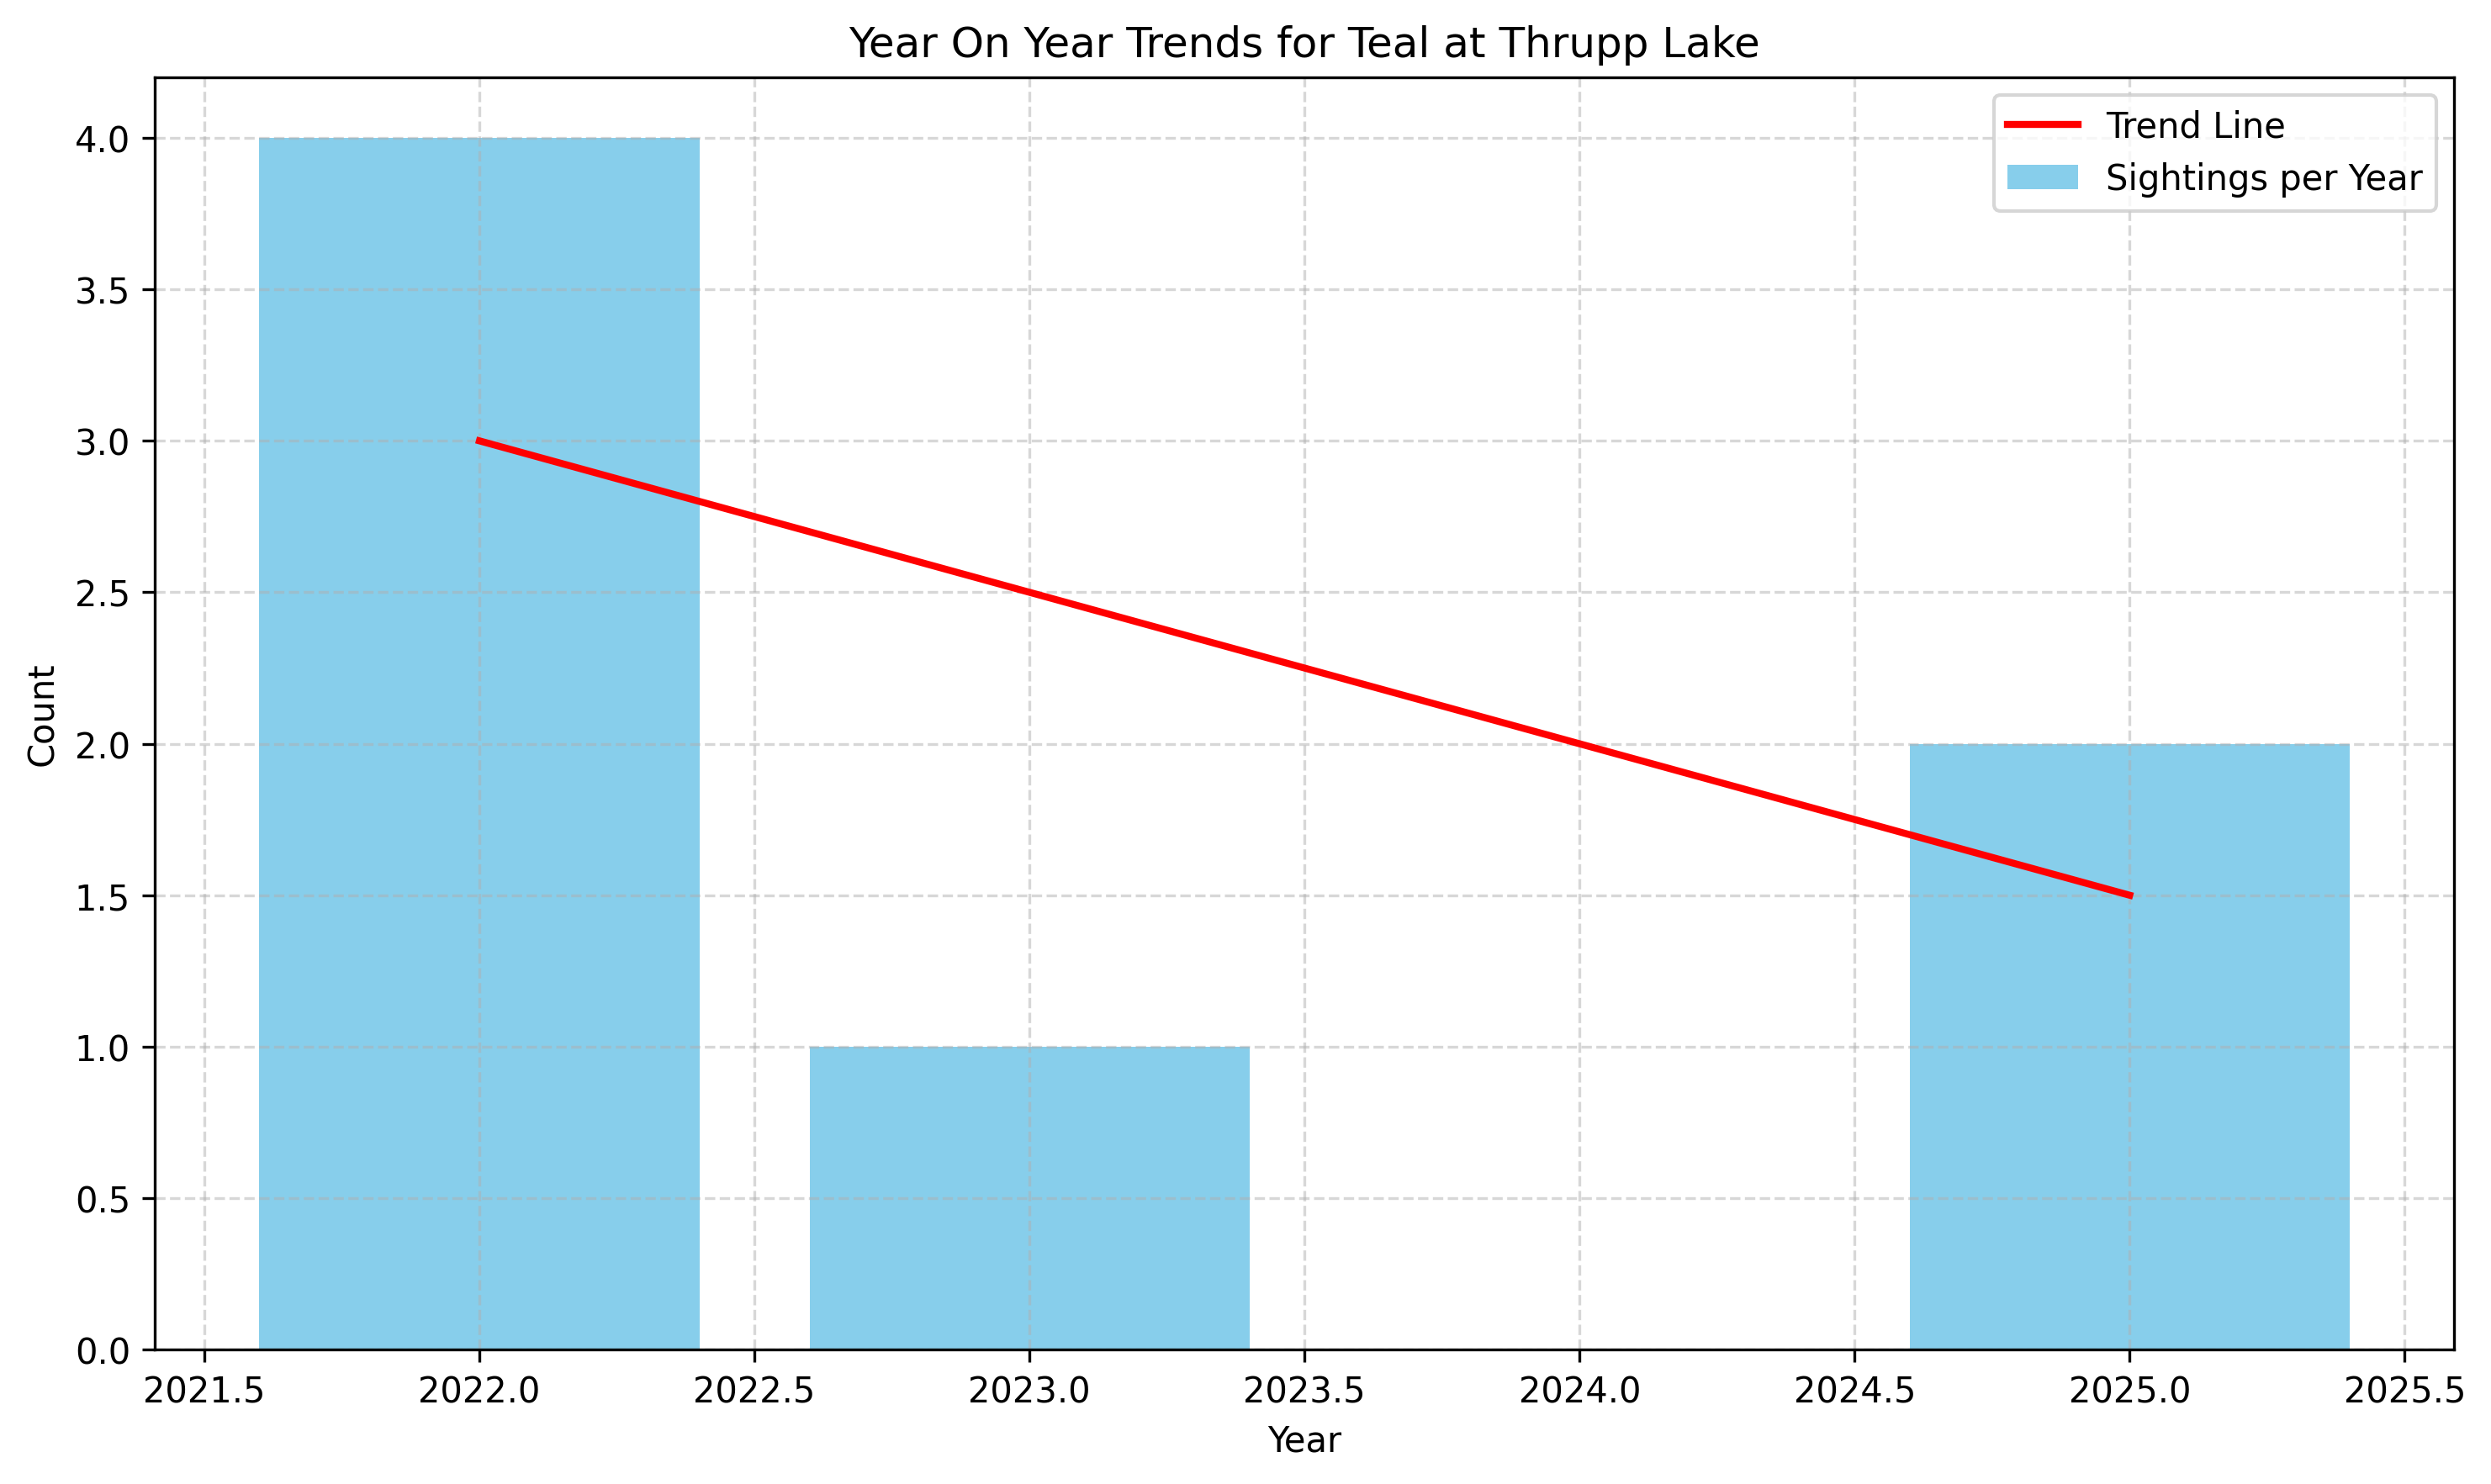 Year On Year Trends for Teal at Thrupp Lake
Trend Line
Sightings per Year
Count
4.0
3.5
3.0
2.5
2.0
1.5
1.0
0.5
0.0
2021.5 2022.0 2022.5 2023.0 2023.5 2024.0 2024.5 2025.0 2025.5
Year